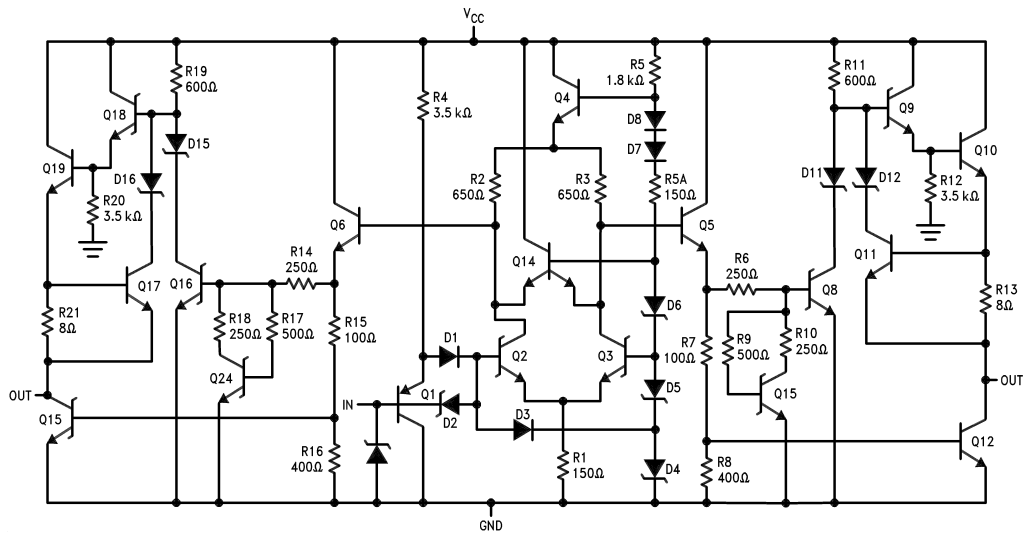 VCC
R19
600Ω
Q18
D15
Q19
D16
R20
3.5 kΩ
Q17
Q16
R14
250Ω
R21
8Ω
R18
250Ω
R17
500Ω
R15
100Ω
Q24
OUT
Q15
R16
400Ω
Q6
R4
3.5 kΩ
D1
IN
Q1
D2
D3
R2
650Ω
R3
650Ω
Q4
R5
1.8 kΩ
D8
D7
R5A
150Ω
Q14
Q2
Q3
R1
150Ω
D6
D5
D4
GND
Q5
R6
250Ω
R7
100Ω
R9
500Ω
R10
250Ω
Q8
Q15
R8
400Ω
R11
600Ω
Q9
Q10
D11
D12
R12
3.5 kΩ
Q11
R13
8Ω
OUT
Q12